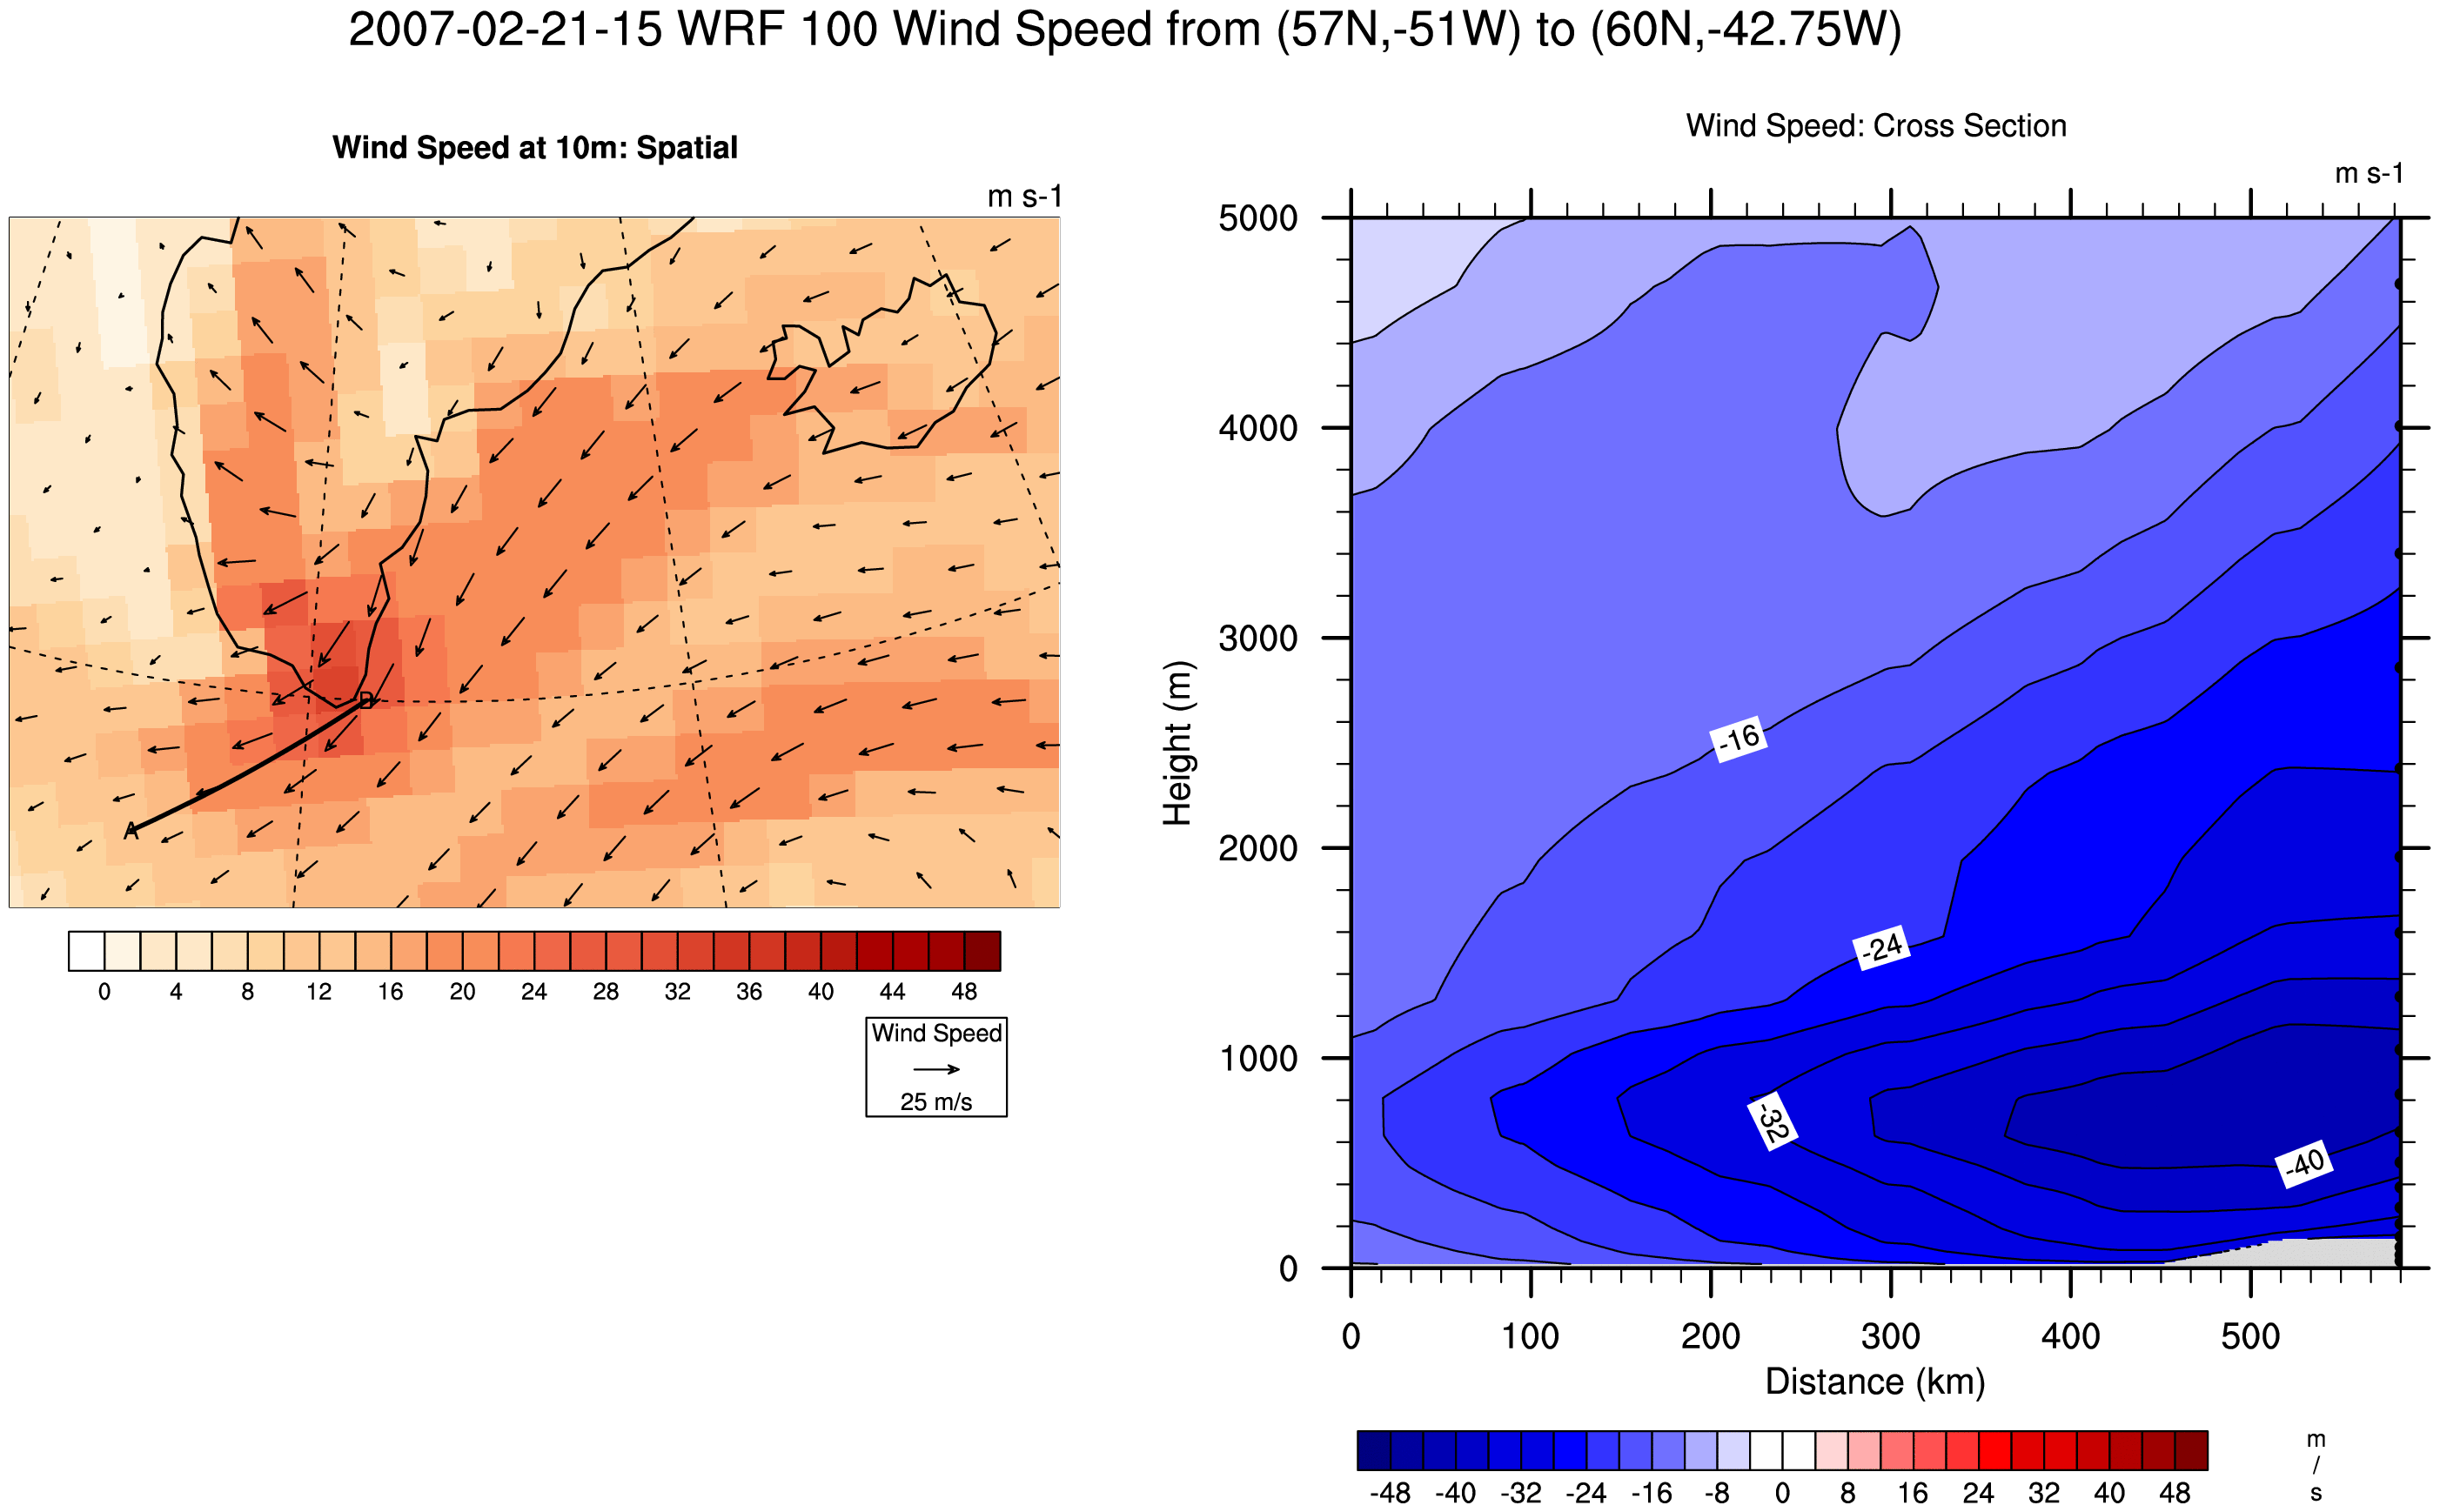 2007-02-21-15 WRF 100 Wind Speed from (57N,-51W) to (60N,-42.75W)
Wind Speed at 10m: Spatial
m s-1
A
B
0 4 8 12 16 20 24 28 32 36 40 44 48
Wind Speed
25 m/s
Wind Speed: Cross Section
m s-1
5000
4000
3000
2000
1000
0
Height (m)
-16
-24
-32
-40
0 100 200 300 400 500
Distance (km)
-48 -40 -32 -24 -16 -8 0 8 16 24 32 40 48
m
/
s